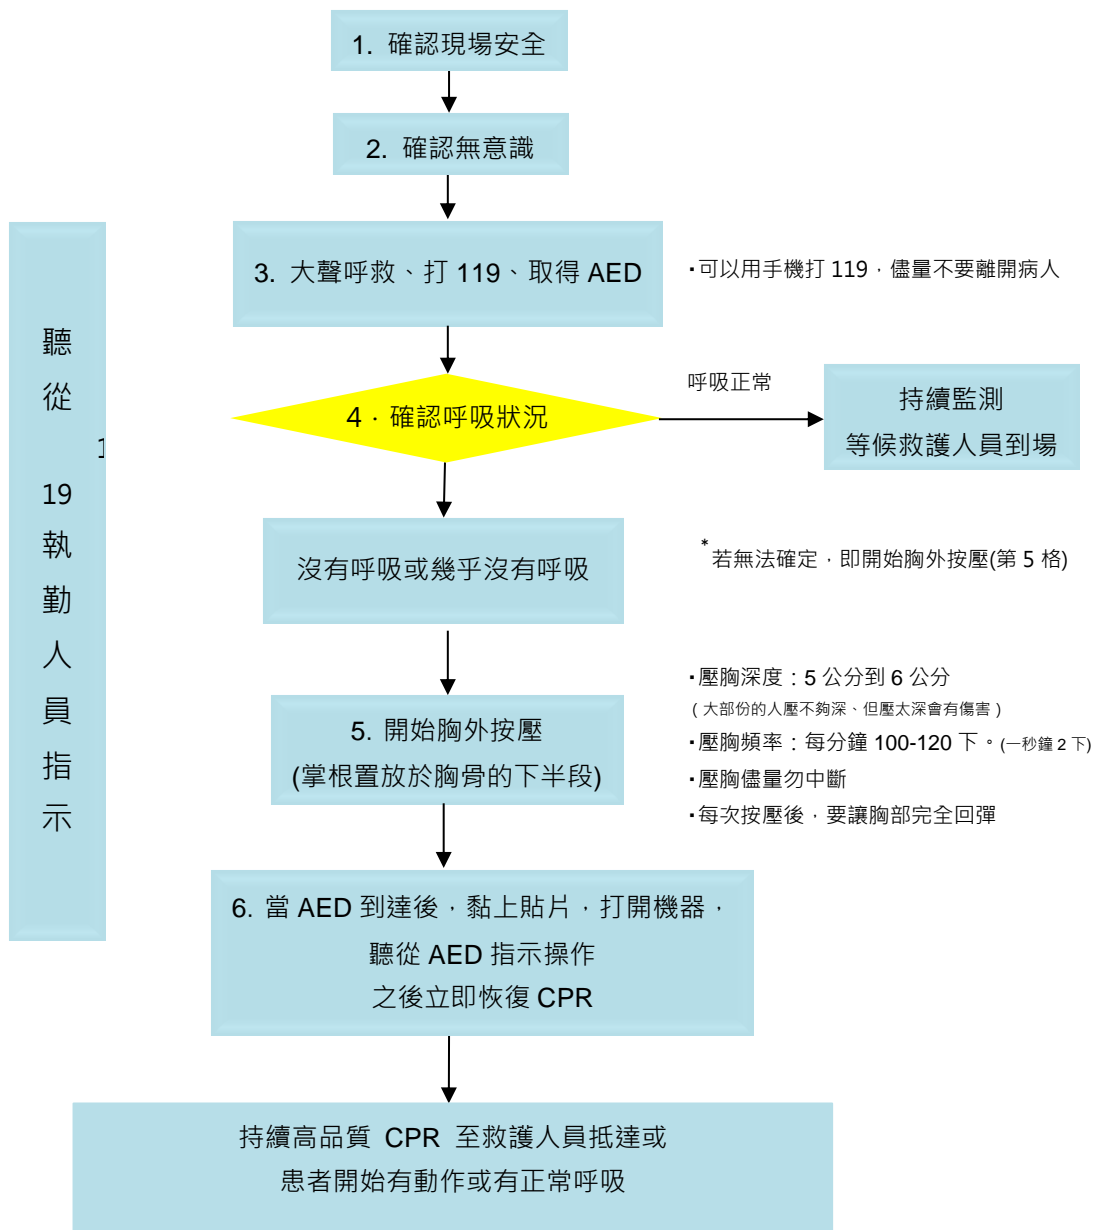 1. 確認現場安全
2. 確認無意識
3. 大聲呼救、打 119、取得 AED
‧可以用手機打 119，儘量不要離開病人
聽從
1
19
執勤人員指示
4．確認呼吸狀況
呼吸正常
持續監測
等候救護人員到場
沒有呼吸或幾乎沒有呼吸
*若無法確定，即開始胸外按壓(第 5 格)
5. 開始胸外按壓
(掌根置放於胸骨的下半段)
‧壓胸深度：5 公分到 6 公分
（大部份的人壓不夠深、但壓太深會有傷害）
‧壓胸頻率：每分鐘 100-120 下。(一秒鐘 2 下)
‧壓胸儘量勿中斷
‧每次按壓後，要讓胸部完全回彈
6. 當 AED 到達後，黏上貼片，打開機器，
聽從 AED 指示操作
之後立即恢復 CPR
持續高品質 CPR 至救護人員抵達或
患者開始有動作或有正常呼吸